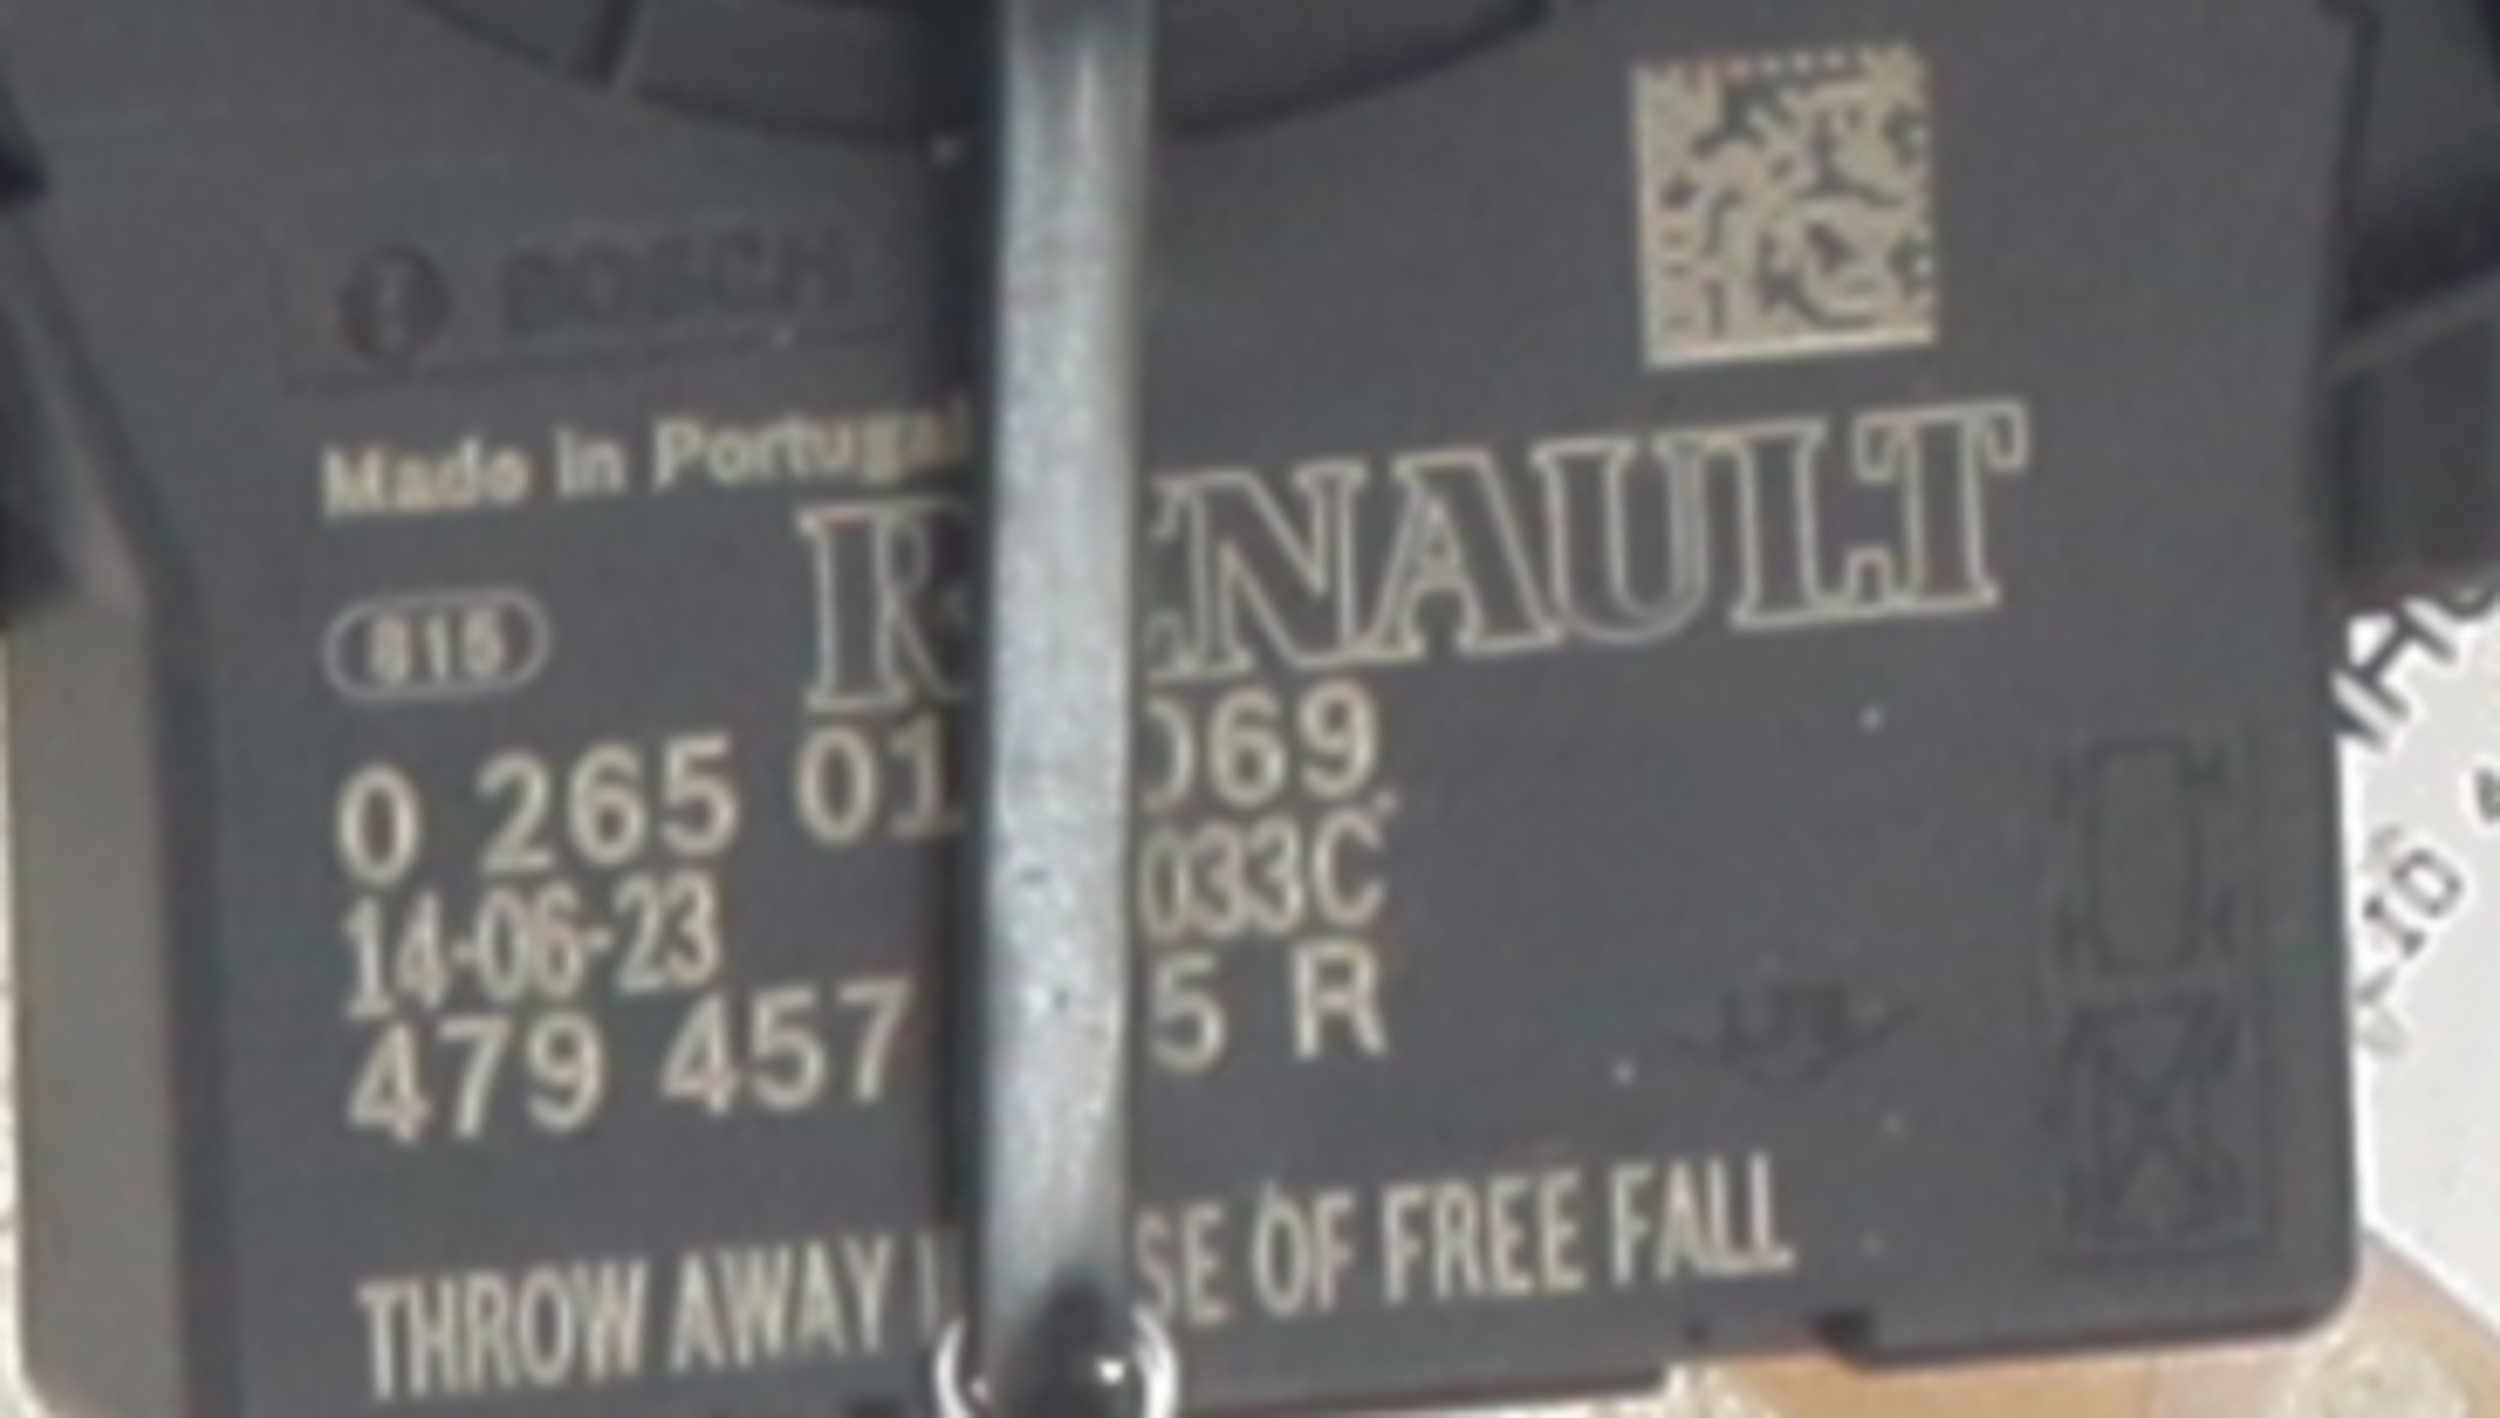 BOSCH
Made in Portugal
R NAULT
815
0 265 01 069
14-06-23 033C
479 457 5 R
THROW AWAY I SE OF FREE FALL